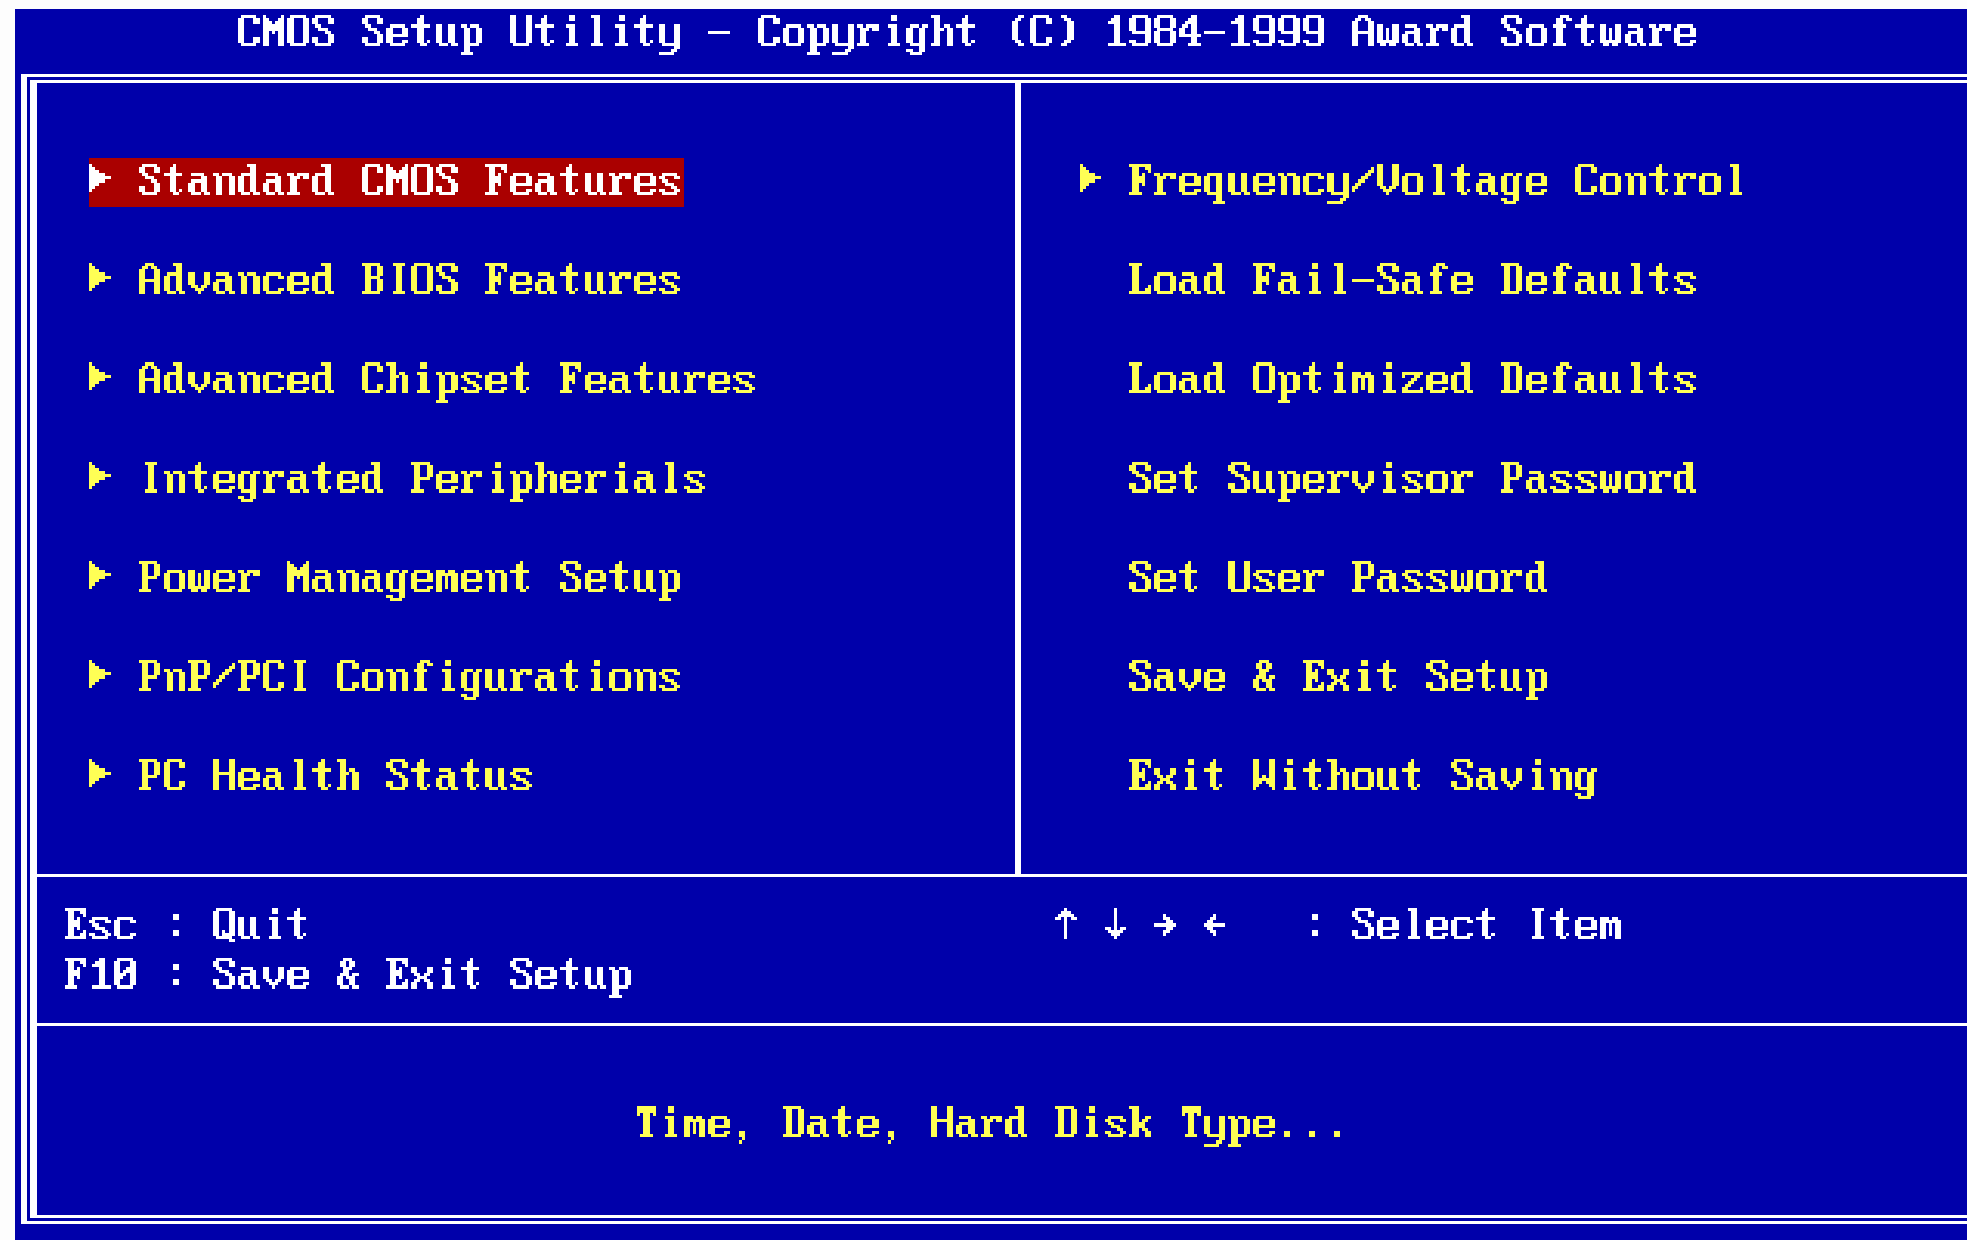 CMOS Setup Utility - Copyright (C) 1984-1999 Award Software
► Standard CMOS Features
► Advanced BIOS Features
► Advanced Chipset Features
► Integrated Peripherials
► Power Management Setup
► PnP/PCI Configurations
► PC Health Status
► Frequency/Voltage Control
Load Fail-Safe Defaults
Load Optimized Defaults
Set Supervisor Password
Set User Password
Save & Exit Setup
Exit Without Saving
Esc : Quit
F10 : Save & Exit Setup
↑ ↓ → ← : Select Item
Time, Date, Hard Disk Type...